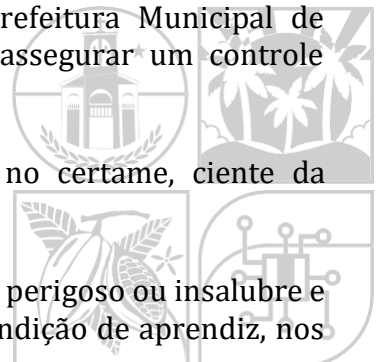 refeitura Municipal de
assegurar um controle
no certame, ciente da
perigoso ou insalubre e
ndição de aprendiz, nos